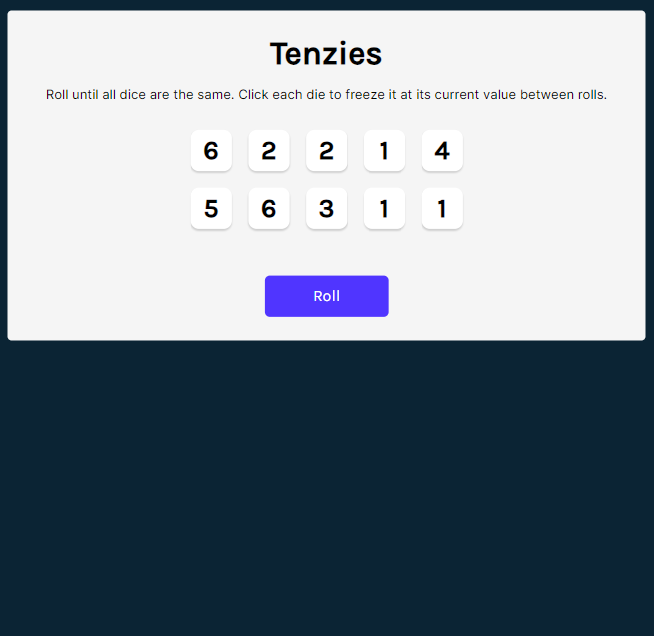 Tenzies
Roll until all dice are the same. Click each die to freeze it at its current value between rolls.
6 2 2 1 4
5 6 3 1 1
Roll